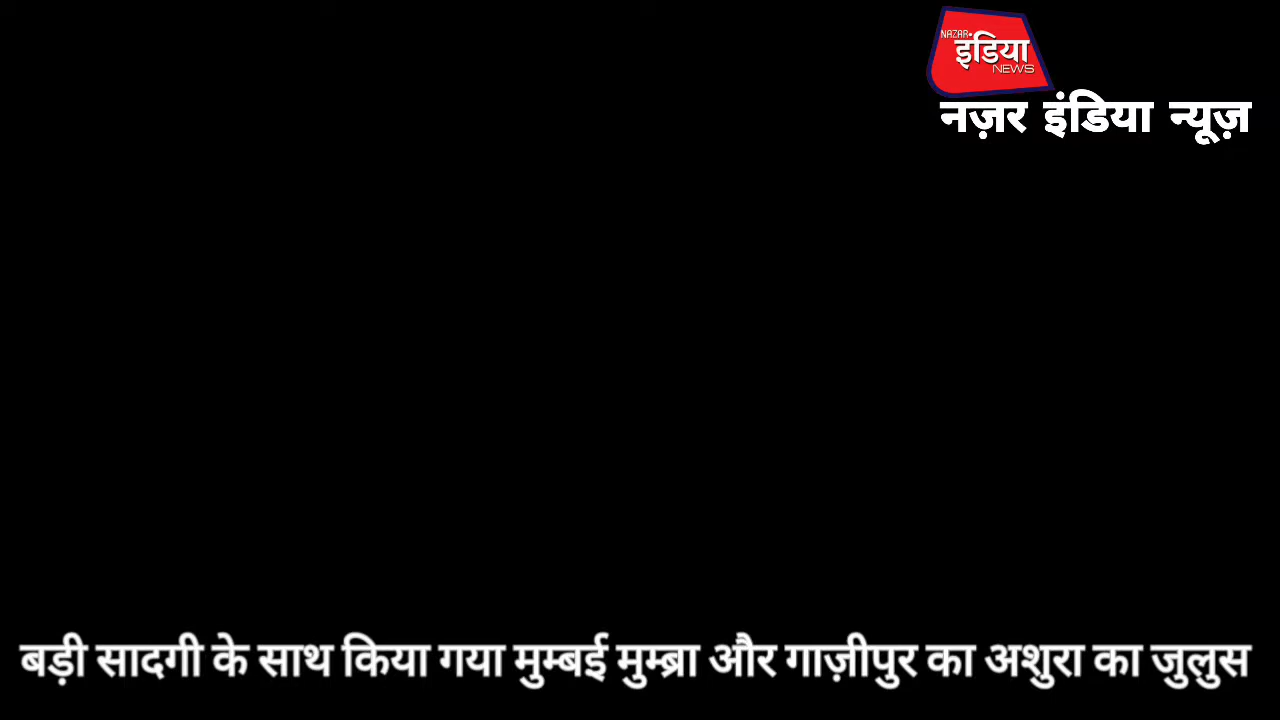 NAZAR
इंडिया
NEWS
नज़र इंडिया न्यूज़
बड़ी सादगी के साथ किया गया मुम्बई मुम्ब्रा और गाज़ीपुर का अशुरा का जुलुस